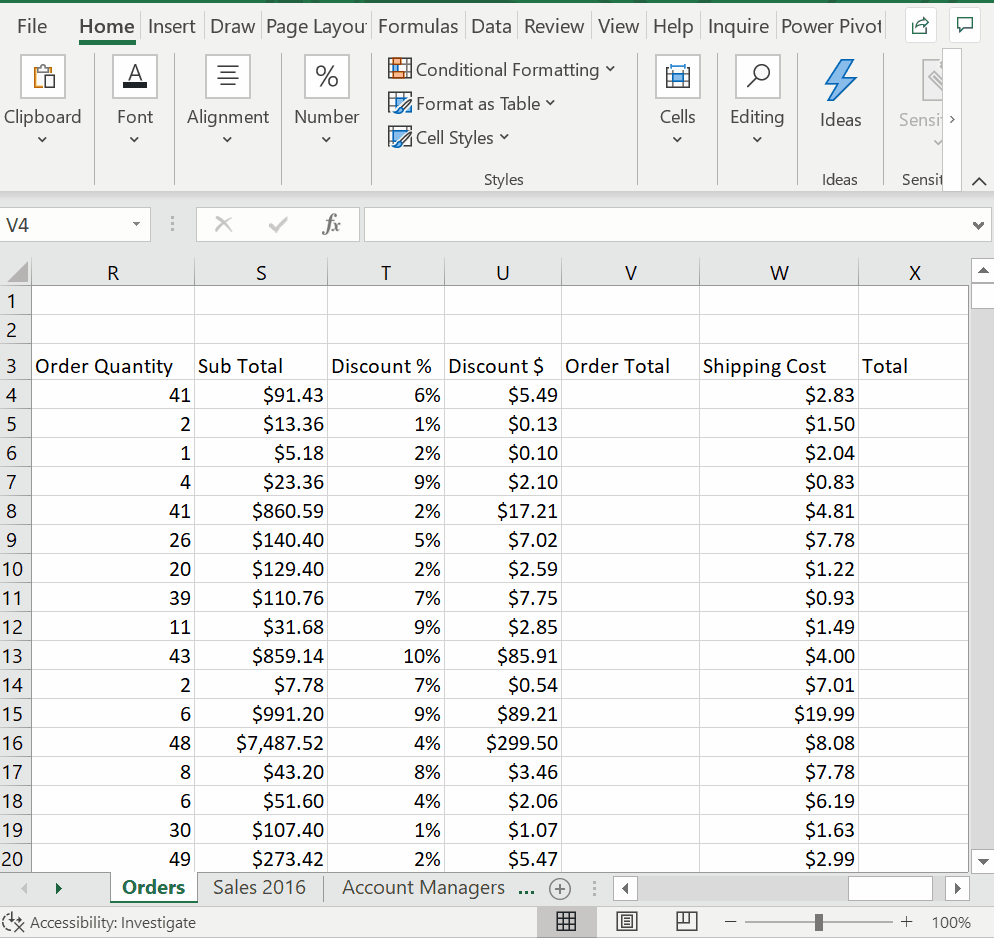 File Home Insert Draw Page Layou Formulas Data Review View Help Inquire Power Pivot
Clipboard Font Alignment Number Conditional Formatting Cells Editing Ideas Sensi
Format as Table
Cell Styles
Styles Ideas Sensit
V4 fx
R S T U V W X
1
2
3 Order Quantity Sub Total Discount % Discount $ Order Total Shipping Cost Total
4 41 $91.43 6% $5.49 $2.83
5 2 $13.36 1% $0.13 $1.50
6 1 $5.18 2% $0.10 $2.04
7 4 $23.36 9% $2.10 $0.83
8 41 $860.59 2% $17.21 $4.81
9 26 $140.40 5% $7.02 $7.78
10 20 $129.40 2% $2.59 $1.22
11 39 $110.76 7% $7.75 $0.93
12 11 $31.68 9% $2.85 $1.49
13 43 $859.14 10% $85.91 $4.00
14 2 $7.78 7% $0.54 $7.01
15 6 $991.20 9% $89.21 $19.99
16 48 $7,487.52 4% $299.50 $8.08
17 8 $43.20 8% $3.46 $7.78
18 6 $51.60 4% $2.06 $6.19
19 30 $107.40 1% $1.07 $1.63
20 49 $273.42 2% $5.47 $2.99
Orders Sales 2016 Account Managers ...
Accessibility: Investigate 100%